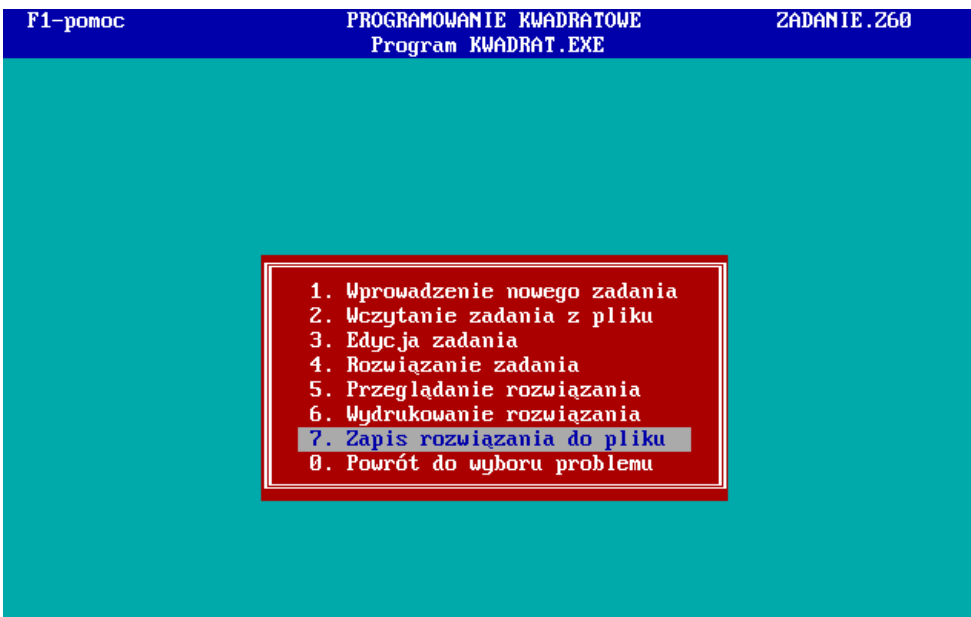 F1-pomoc PROGRAMOWANIE KWADRATOWE ZADANIE.Z60
Program KWADRAT.EXE
1. Wprowadzenie nowego zadania
2. Wczytanie zadania z pliku
3. Edycja zadania
4. Rozwiązanie zadania
5. Przeglądanie rozwiązania
6. Wydrukowanie rozwiązania
7. Zapis rozwiązania do pliku
0. Powrót do wyboru problemu